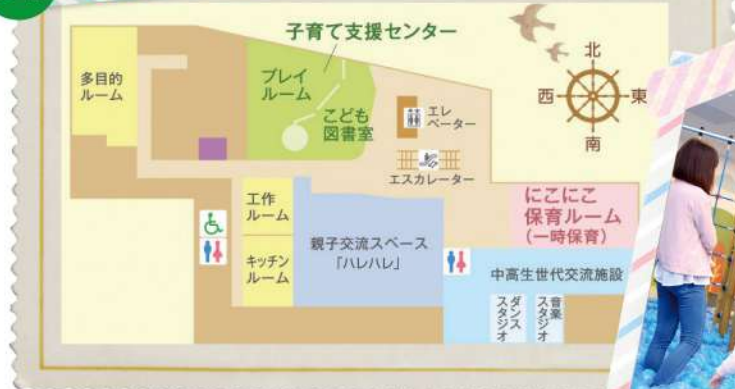 子育て支援センター
多目的
ルーム
プレイ
ルーム
こども
図書室
エレ
ベーター
エスカレーター
北
西
東
南
工作
ルーム
キッチン
ルーム
親子交流スペース
「ハレハレ」
にこにこ
保育ルーム
(一時保育)
中高生世代交流施設
ダンス
スタジオ
音楽
スタジオ